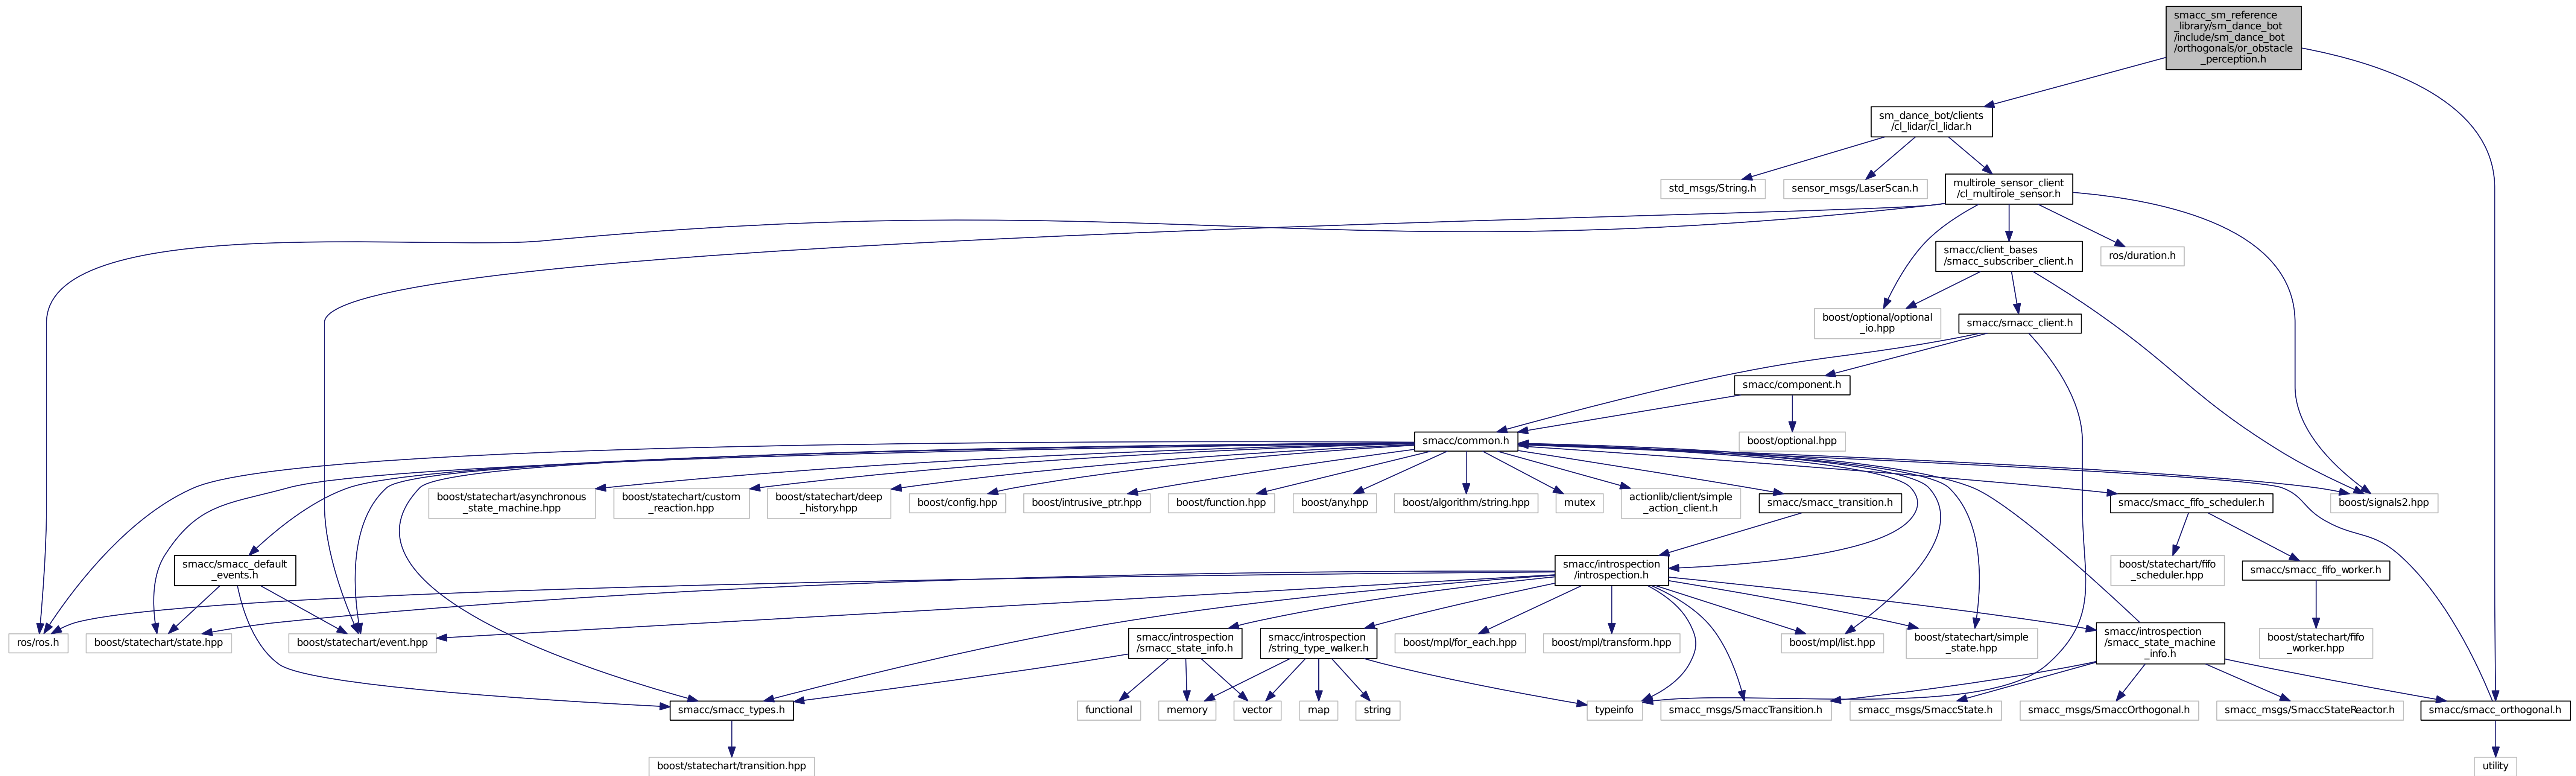 smacc_sm_reference
_library/sm_dance_bot
/include/sm_dance_bot
/orthogonals/or_obstacle
_perception.h
sm_dance_bot/clients
/cl_lidar/cl_lidar.h
std_msgs/String.h
sensor_msgs/LaserScan.h
multirole_sensor_client
/cl_multirole_sensor.h
smacc/client_bases
/smacc_subscriber_client.h
ros/duration.h
boost/optional/optional
_io.hpp
smacc/smacc_client.h
smacc/component.h
smacc/common.h
boost/optional.hpp
boost/statechart/asynchronous
_state_machine.hpp
boost/statechart/custom
_reaction.hpp
boost/statechart/deep
_history.hpp
boost/config.hpp
boost/intrusive_ptr.hpp
boost/function.hpp
boost/any.hpp
boost/algorithm/string.hpp
mutex
actionlib/client/simple
_action_client.h
smacc/smacc_transition.h
smacc/smacc_fifo_scheduler.h
boost/signals2.hpp
smacc/smacc_default
_events.h
smacc/introspection
/introspection.h
boost/statechart/fifo
_scheduler.hpp
smacc/smacc_fifo_worker.h
ros/ros.h
boost/statechart/state.hpp
boost/statechart/event.hpp
smacc/introspection
/smacc_state_info.h
smacc/introspection
/string_type_walker.h
boost/mpl/for_each.hpp
boost/mpl/transform.hpp
boost/mpl/list.hpp
boost/statechart/simple
_state.hpp
smacc/introspection
/smacc_state_machine
_info.h
boost/statechart/fifo
_worker.hpp
smacc/smacc_types.h
functional
memory
vector
map
string
typeinfo
smacc_msgs/SmaccTransition.h
smacc_msgs/SmaccState.h
smacc_msgs/SmaccOrthogonal.h
smacc_msgs/SmaccStateReactor.h
smacc/smacc_orthogonal.h
boost/statechart/transition.hpp
utility